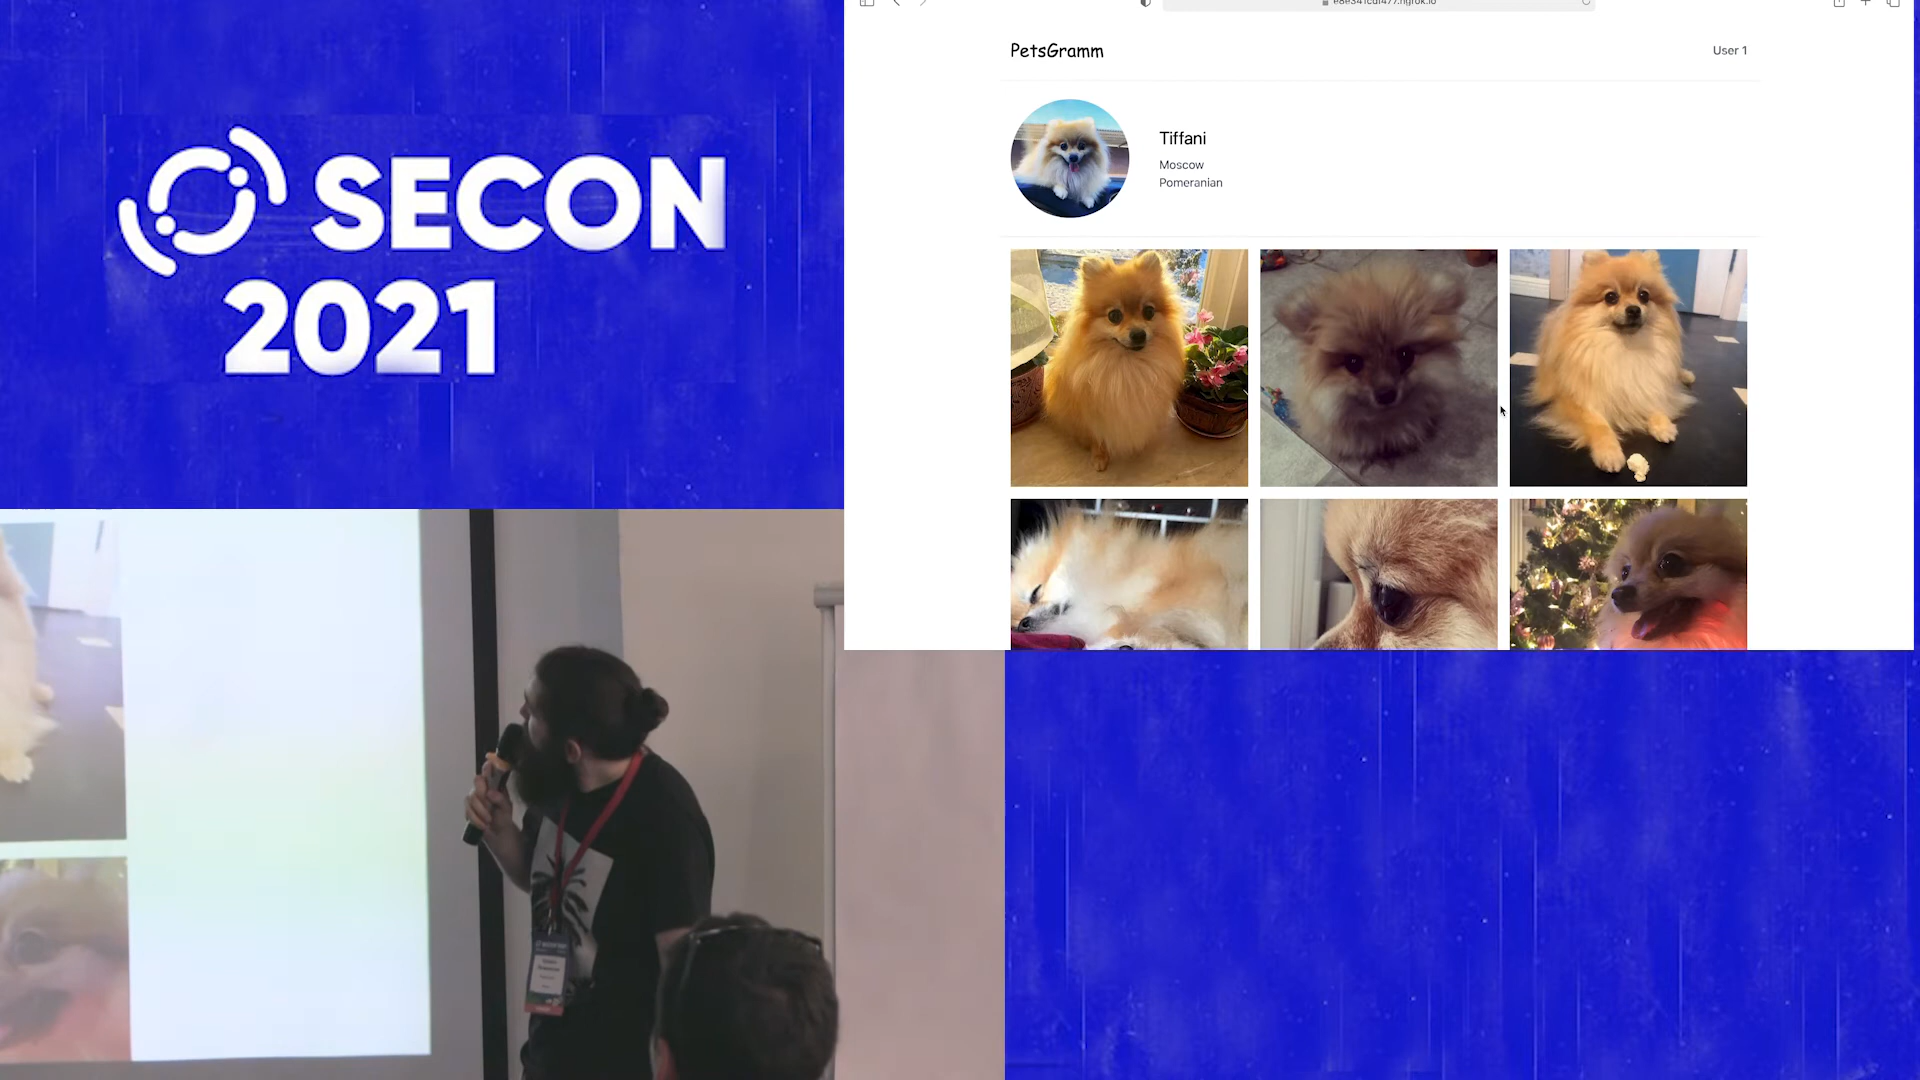 SECON
2021
PetsGramm
User 1
Tiffani
Moscow
Pomeranian